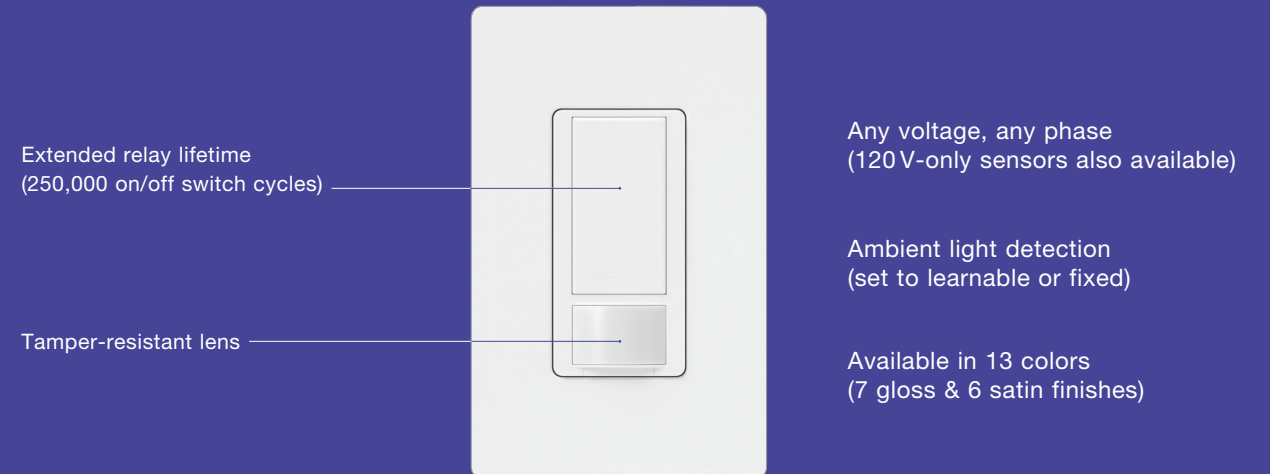 Extended relay lifetime
(250,000 on/off switch cycles)
Tamper-resistant lens
Any voltage, any phase
(120 V-only sensors also available)
Ambient light detection
(set to learnable or fixed)
Available in 13 colors
(7 gloss & 6 satin finishes)